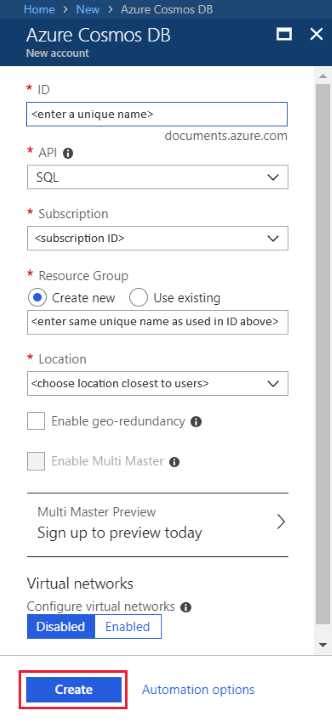 Home > New > Azure Cosmos DB
Azure Cosmos DB
New account
* ID
<enter a unique name>
documents.azure.com
* API
SQL
* Subscription
<subscription ID>
* Resource Group
Create new Use existing
<enter same unique name as used in ID above>
* Location
<choose location closest to users>
Enable geo-redundancy
Enable Multi Master
Multi Master Preview
Sign up to preview today
Virtual networks
Configure virtual networks
Disabled Enabled
Create Automation options